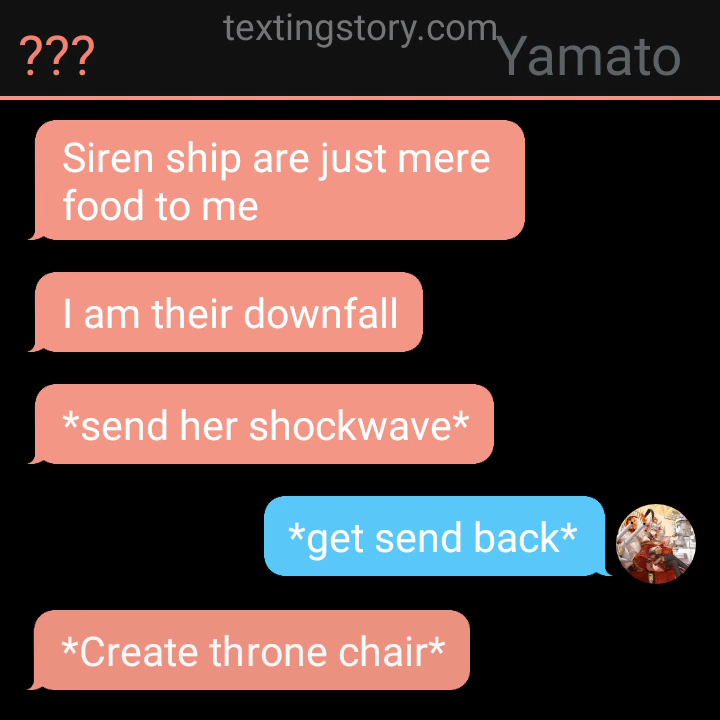 textingstory.com
???
Yamato
Siren ship are just mere
food to me
I am their downfall
*send her shockwave*
*get send back*
*Create throne chair*